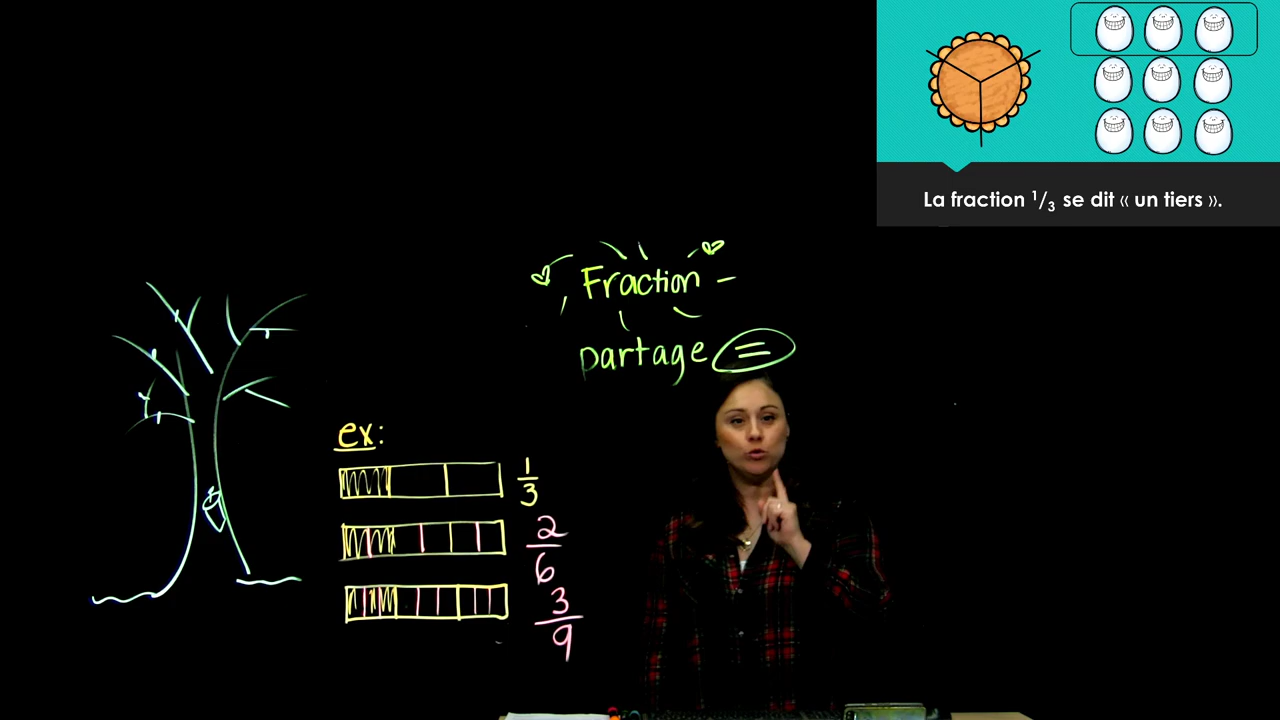 La fraction 1/3 se dit « un tiers ».
Fraction
partage =
ex:
1/3
2/6
3/9